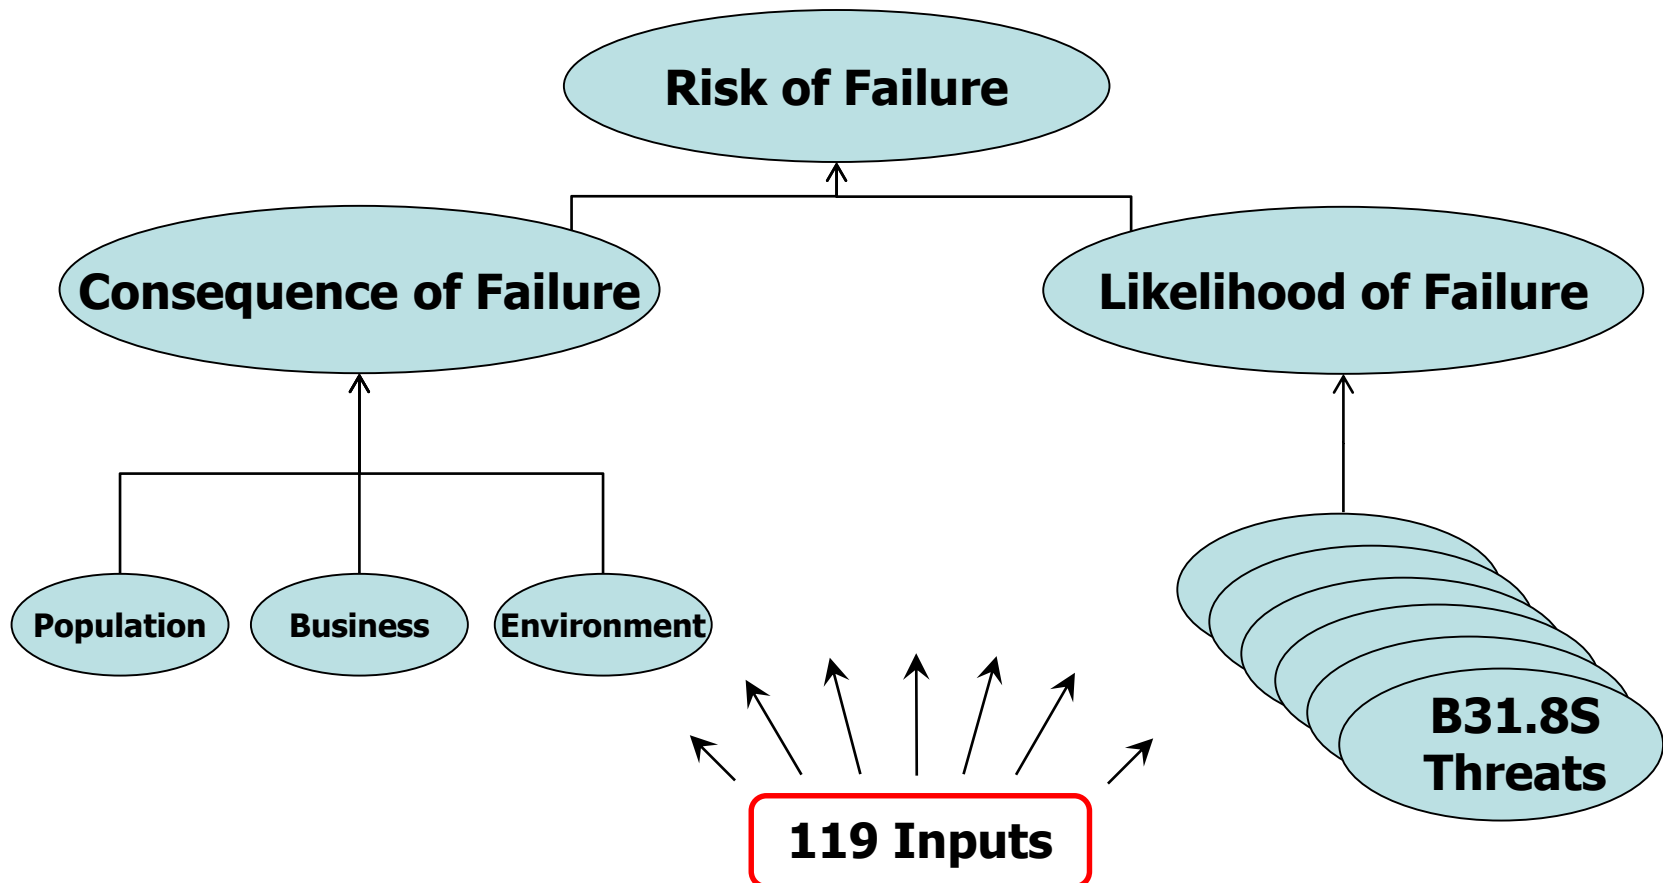 Risk of Failure
Consequence of Failure
Likelihood of Failure
Population
Business
Environment
B31.8S
Threats
119 Inputs